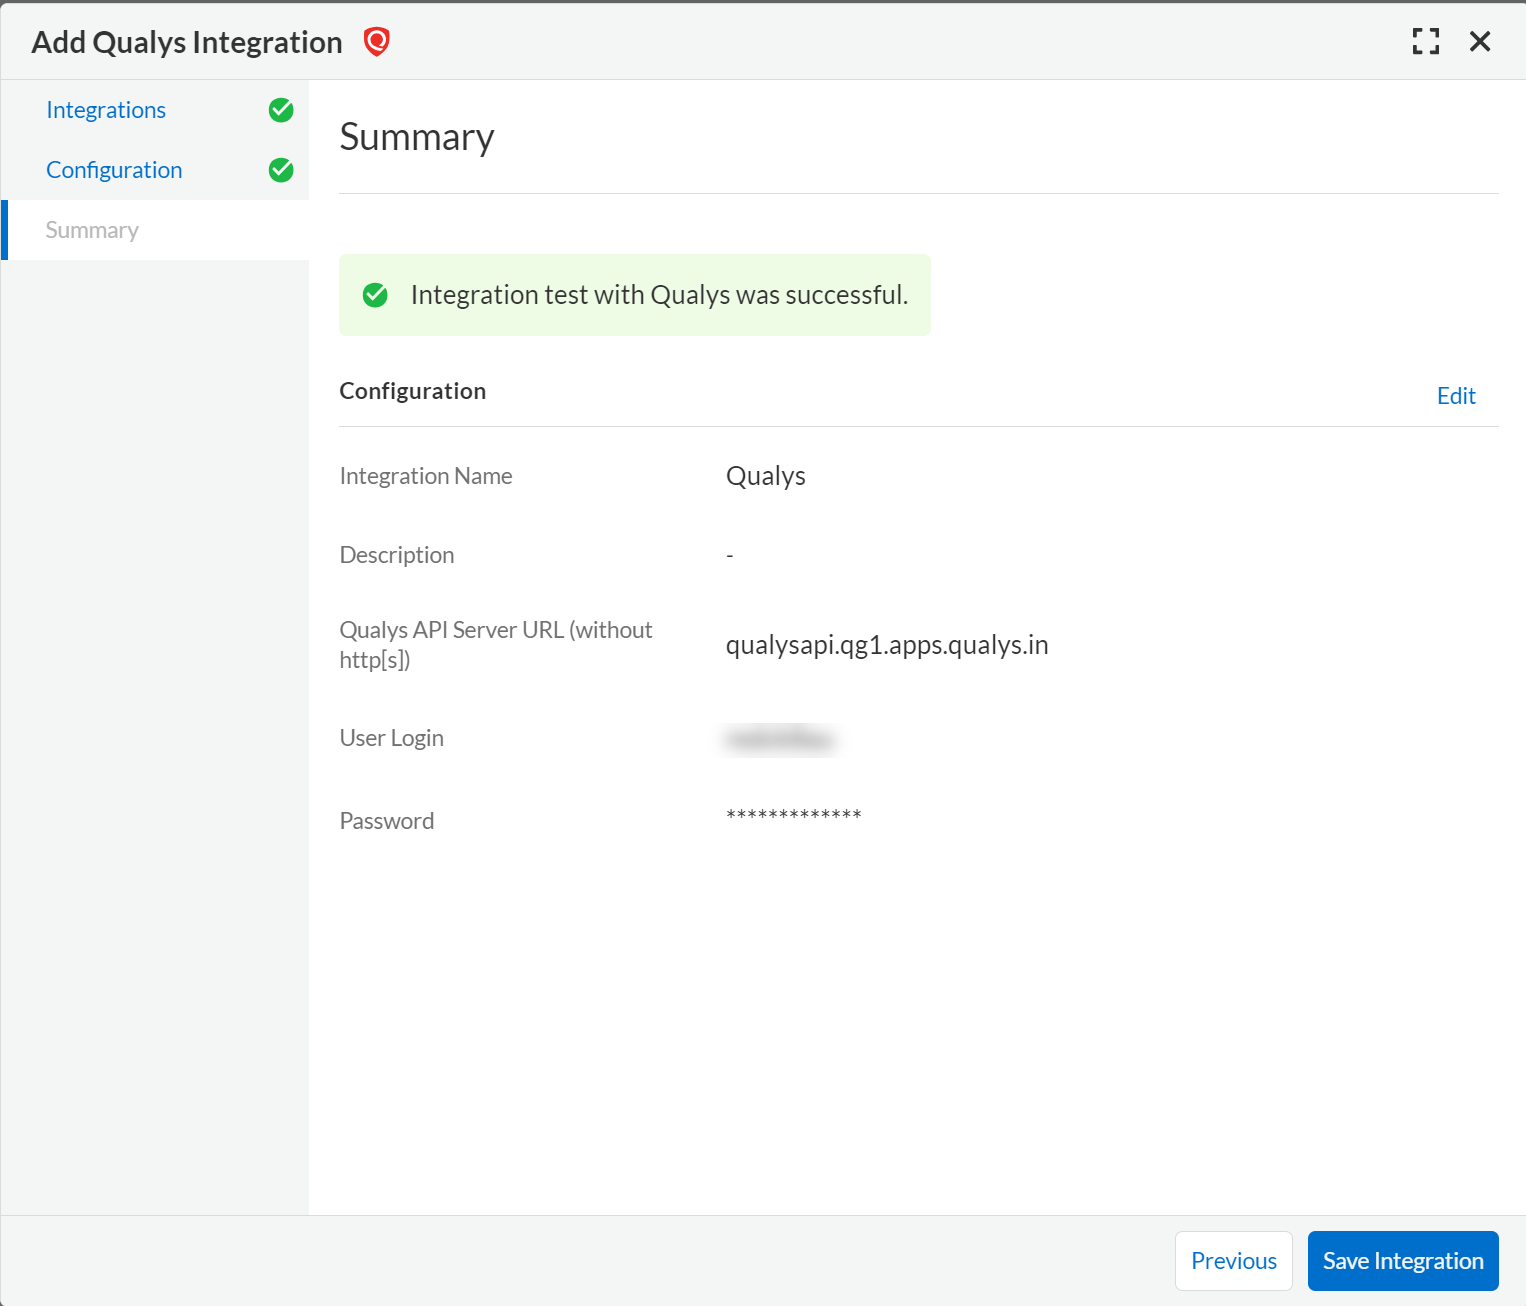 Add Qualys Integration
Integrations
Configuration
Summary
Summary
Integration test with Qualys was successful.
Configuration
Edit
Integration Name
Qualys
Description
-
Qualys API Server URL (without
http[s])
qualysapi.qg1.apps.qualys.in
User Login
Password
*************
Previous
Save Integration